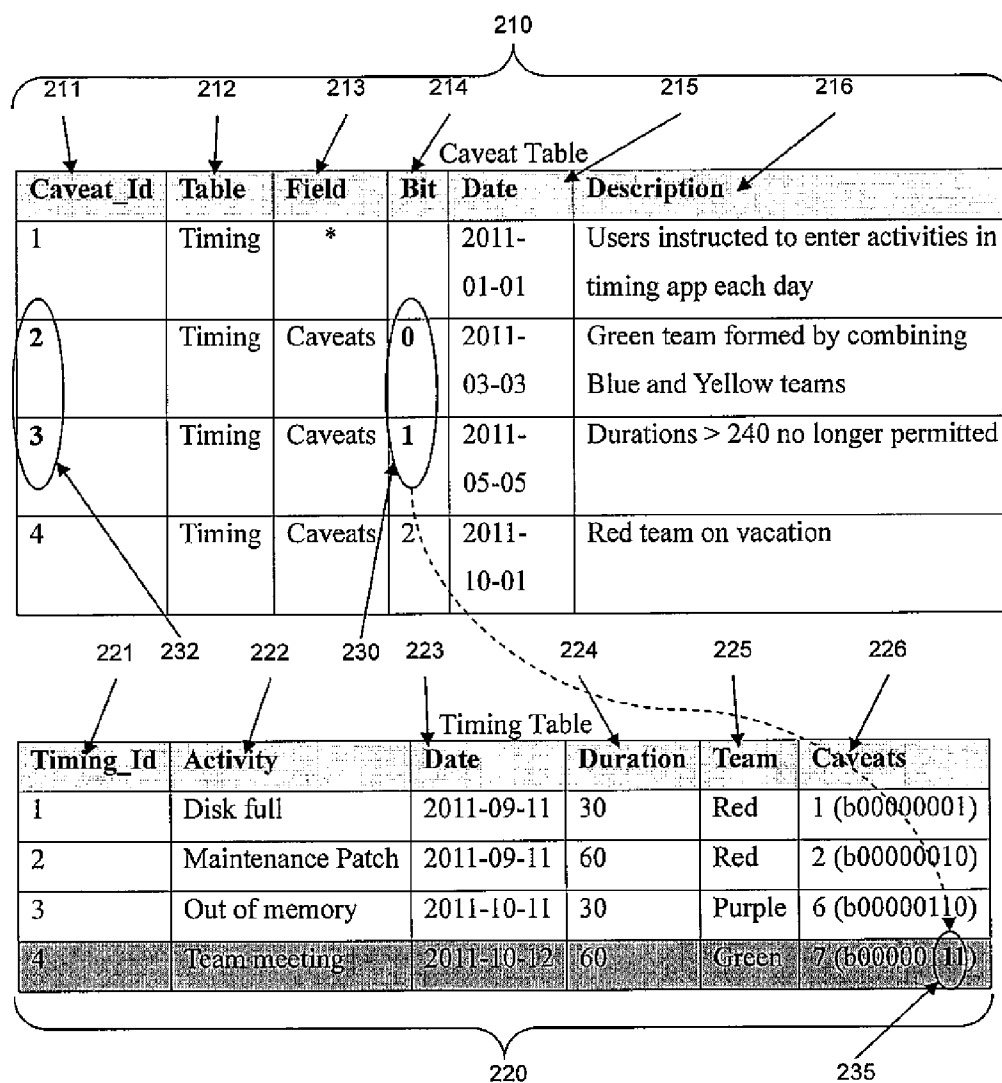 210
211 212 213 214 215 216
Caveat Table
Caveat_Id Table Field Bit Date Description
1 Timing * 2011- Users instructed to enter activities in
01-01 timing app each day
2 Timing Caveats 0 2011- Green team formed by combining
03-03 Blue and Yellow teams
3 Timing Caveats 1 2011- Durations > 240 no longer permitted
05-05
4 Timing Caveats 2 2011- Red team on vacation
10-01
221 232 222 230 223 224 225 226
Timing Table
Timing_Id Activity Date Duration Team Caveats
1 Disk full 2011-09-11 30 Red 1 (b00000001)
2 Maintenance Patch 2011-09-11 60 Red 2 (b00000010)
3 Out of memory 2011-10-11 30 Purple 6 (b00000110)
4 Team meeting 2011-10-12 60 Green 7 (b000000 11)
220 235